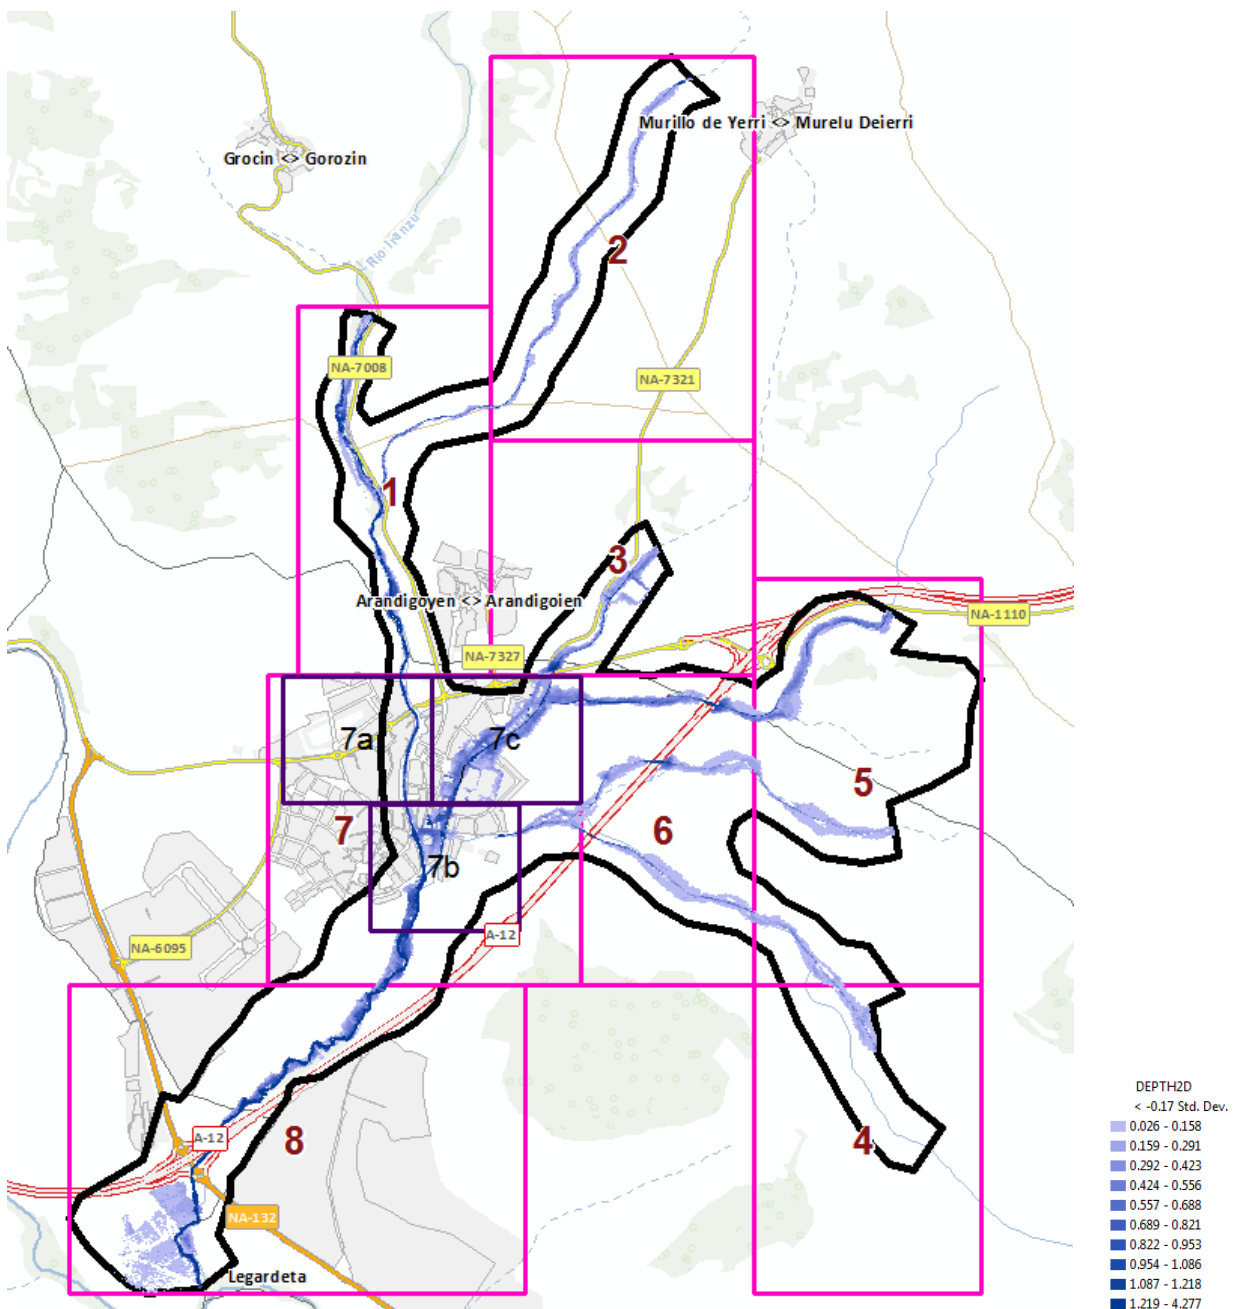 Murillo de Yerri <> Murelu Deierri
Grocin <> Gorozin
Río Iranzu
2
NA-7008
NA-7321
1
3
Arandigoyen <> Arandigoien
NA-1110
NA-7327
7a
7c
5
7
6
7b
A-12
NA-6095
A-12
8
4
NA-132
Legardeta
DEPTH2D
< -0.17 Std. Dev.
0.026 - 0.158
0.159 - 0.291
0.292 - 0.423
0.424 - 0.556
0.557 - 0.688
0.689 - 0.821
0.822 - 0.953
0.954 - 1.086
1.087 - 1.218
1.219 - 4.277